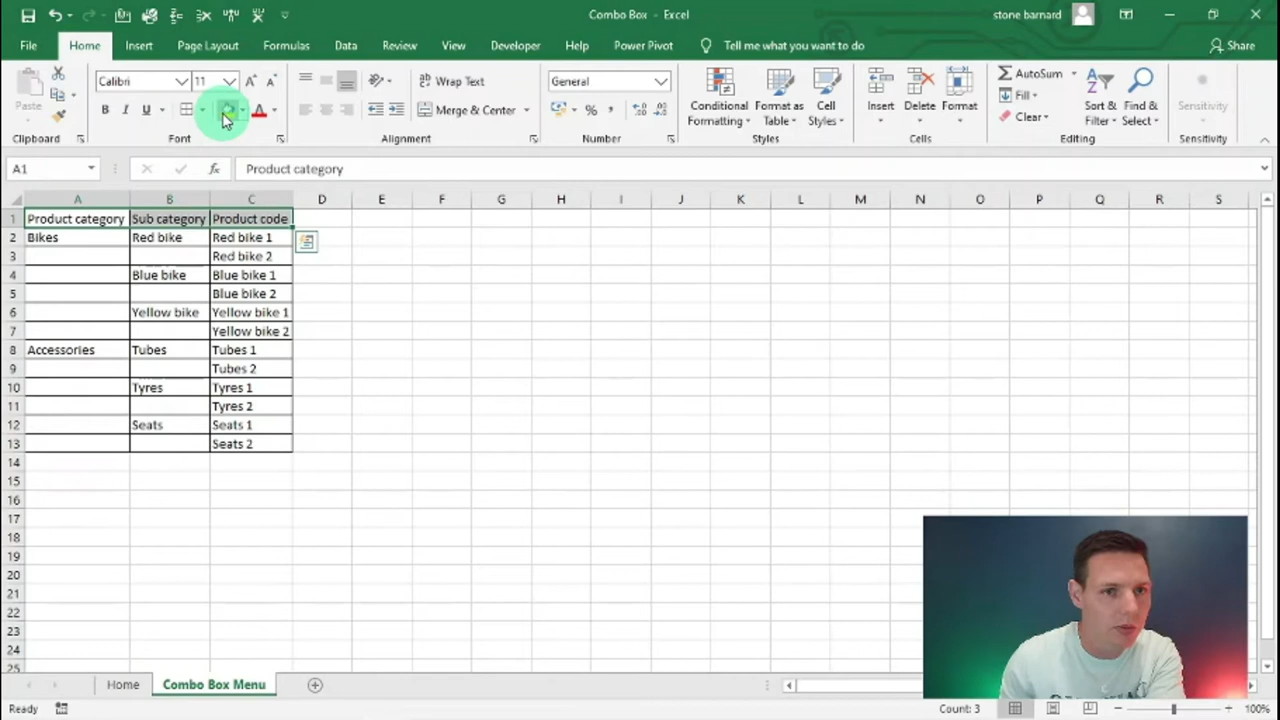 Combo Box - Excel
stone barnard
File Home Insert Page Layout Formulas Data Review View Developer Help Power Pivot Tell me what you want to do Share
Paste
Calibri 11 A A
B I U A
Wrap Text
Merge & Center
General
%
Conditional Formatting
Format as Table
Cell Styles
Insert
Delete
Format
AutoSum
Fill
Clear
Sort & Filter
Find & Select
Sensitivity
Clipboard Font Alignment Number Styles Cells Editing Sensitivity
A1 fx Product category
A B C D E F G H I J K L M N O P Q R S
1 Product category Sub category Product code
2 Bikes Red bike Red bike 1
3 Red bike 2
4 Blue bike Blue bike 1
5 Blue bike 2
6 Yellow bike Yellow bike 1
7 Yellow bike 2
8 Accessories Tubes Tubes 1
9 Tubes 2
10 Tyres Tyres 1
11 Tyres 2
12 Seats Seats 1
13 Seats 2
14
15
16
17
18
19
20
21
22
23
24
25
Home Combo Box Menu
Ready Count: 3 100%